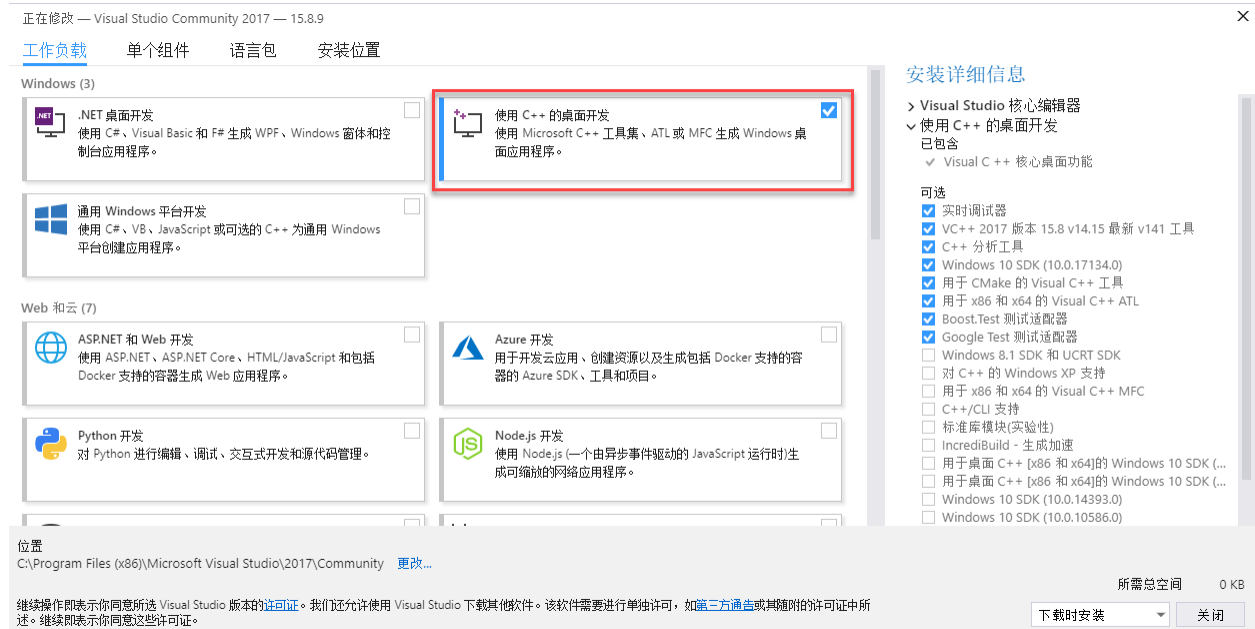 正在修改 — Visual Studio Community 2017 — 15.8.9
工作负载 单个组件 语言包 安装位置
Windows (3)
.NET
.NET 桌面开发
使用 C#、Visual Basic 和 F# 生成 WPF、Windows 窗体和控
制台应用程序。
使用 C++ 的桌面开发
使用 Microsoft C++ 工具集、ATL 或 MFC 生成 Windows 桌
面应用程序。
通用 Windows 平台开发
使用 C#、VB、JavaScript 或可选的 C++ 为通用 Windows
平台创建应用程序。
Web 和云 (7)
ASP.NET 和 Web 开发
使用 ASP.NET、ASP.NET Core、HTML/JavaScript 和包括
Docker 支持的容器生成 Web 应用程序。
Azure 开发
用于开发云应用、创建资源以及生成包括 Docker 支持的容
器的 Azure SDK、工具和项目。
Python 开发
对 Python 进行编辑、调试、交互式开发和源代码管理。
JS
Node.js 开发
使用 Node.js (一个由异步事件驱动的 JavaScript 运行时)生
成可缩放的网络应用程序。
安装详细信息
Visual Studio 核心编辑器
使用 C++ 的桌面开发
已包含
Visual C ++ 核心桌面功能
可选
实时调试器
VC++ 2017 版本 15.8 v14.15 最新 v141 工具
C++ 分析工具
Windows 10 SDK (10.0.17134.0)
用于 CMake 的 Visual C++ 工具
用于 x86 和 x64 的 Visual C++ ATL
Boost.Test 测试适配器
Google Test 测试适配器
Windows 8.1 SDK 和 UCRT SDK
对 C++ 的 Windows XP 支持
用于 x86 和 x64 的 Visual C++ MFC
C++/CLI 支持
标准库模块(实验性)
IncrediBuild - 生成加速
用于桌面 C++ [x86 和 x64]的 Windows 10 SDK (...
用于桌面 C++ [x86 和 x64]的 Windows 10 SDK (...
Windows 10 SDK (10.0.14393.0)
Windows 10 SDK (10.0.10586.0)
位置
C:\Program Files (x86)\Microsoft Visual Studio\2017\Community 更改...
所需总空间 0 KB
继续操作即表示你同意所选 Visual Studio 版本的许可证。我们还允许使用 Visual Studio 下载其他软件。该软件需要进行单独许可，如第三方通告或其随附的许可证中所
述。继续即表示你同意这些许可证。
下载时安装 关闭